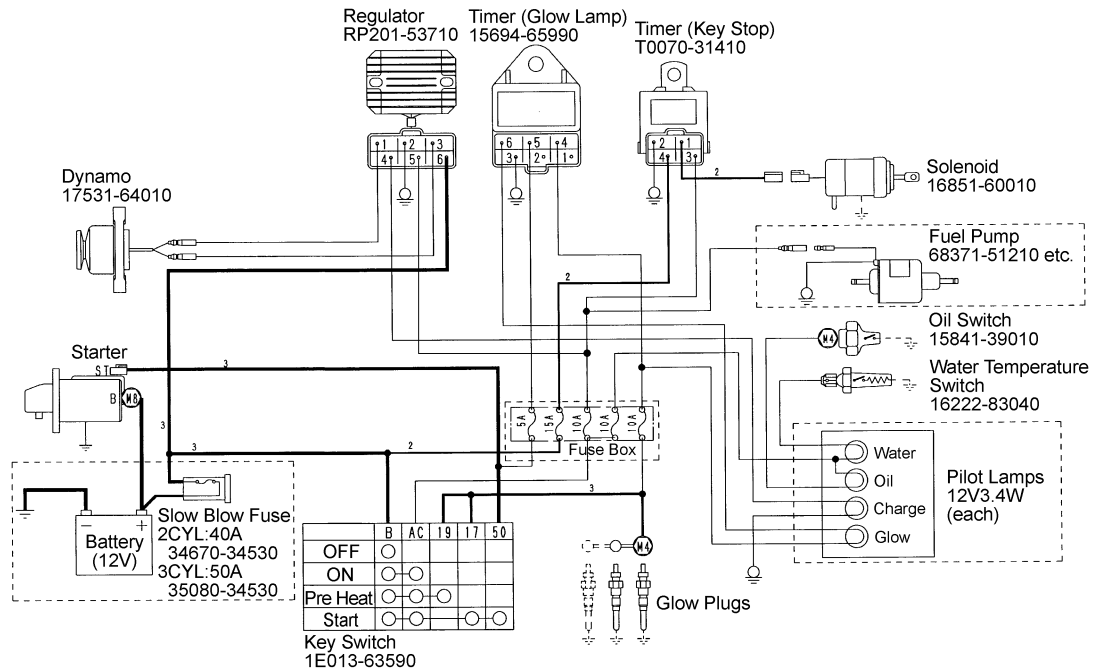 Regulator
RP201-53710
Timer (Glow Lamp)
15694-65990
Timer (Key Stop)
T0070-31410
1 2 3
4 5 6
6 5 4
3 2 1
2 1
4 3
Dynamo
17531-64010
2
Solenoid
16851-60010
Fuel Pump
68371-51210 etc.
2
Oil Switch
15841-39010
M4
Starter
ST
B
M8
3
Water Temperature
Switch
16222-83040
5A
15A
10A
10A
10A
Fuse Box
3
3
2
3
Water
Oil
Charge
Glow
Pilot Lamps
12V3.4W
(each)
Slow Blow Fuse
2CYL:40A
34670-34530
3CYL:50A
35080-34530
− +
Battery
(12V)
B AC 19 17 50
OFF
ON
Pre Heat
Start
Key Switch
1E013-63590
M4
Glow Plugs